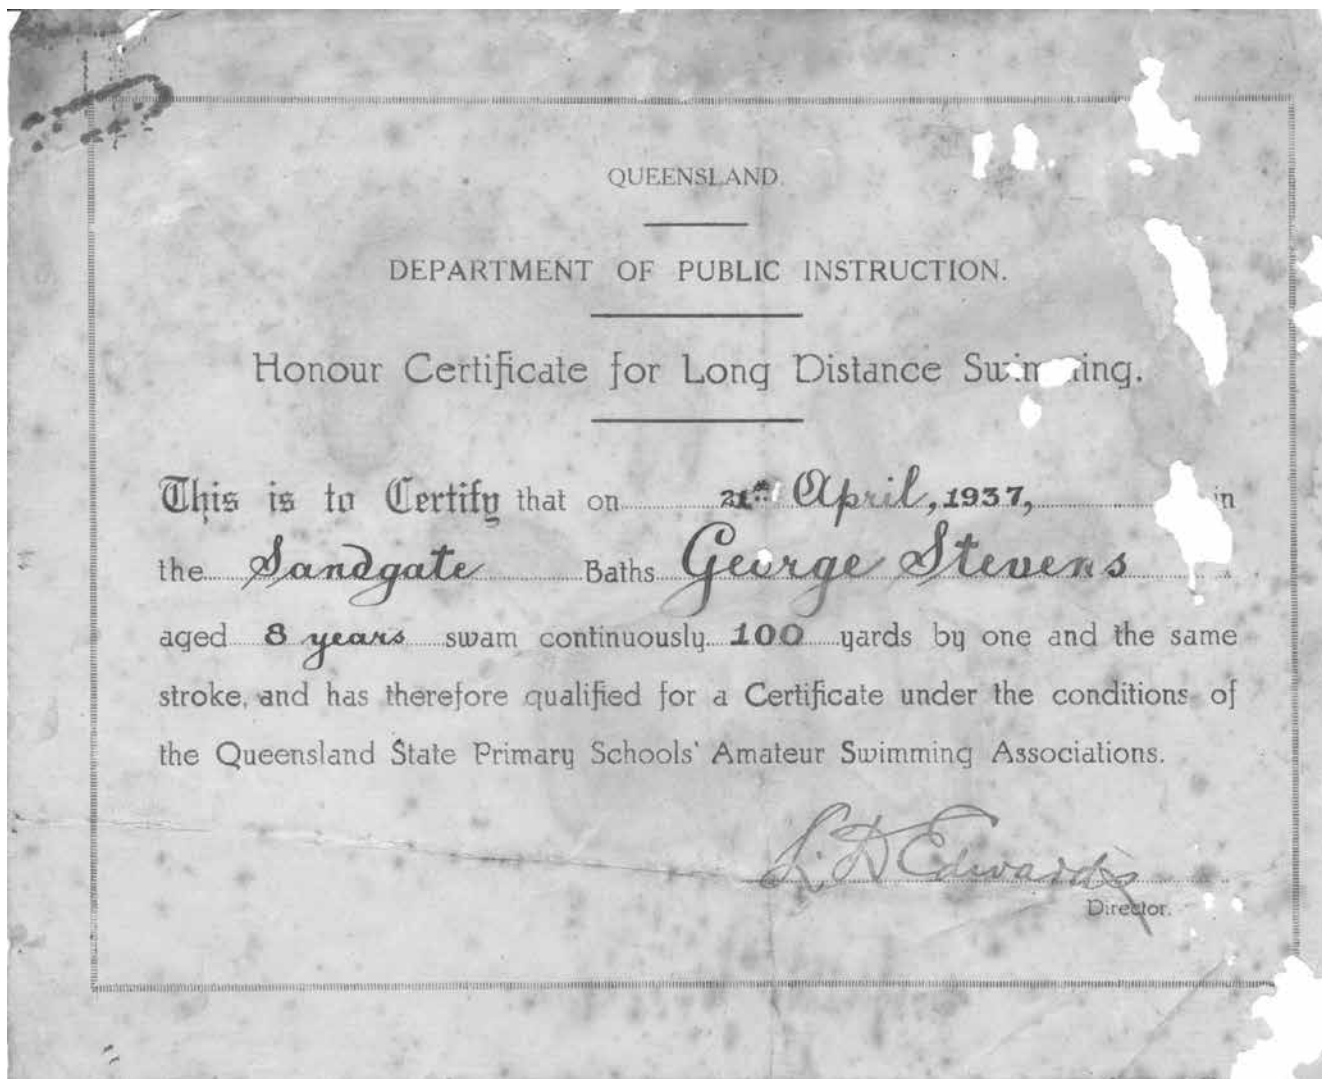 QUEENSLAND.
DEPARTMENT OF PUBLIC INSTRUCTION.
Honour Certificate for Long Distance Swimming.
This is to Certify that on 21st April, 1937, in
the Sandgate Baths George Stevens
aged 8 years swam continuously 100 yards by one and the same
stroke, and has therefore qualified for a Certificate under the conditions of
the Queensland State Primary Schools' Amateur Swimming Associations.
L. D Edwards
Director.